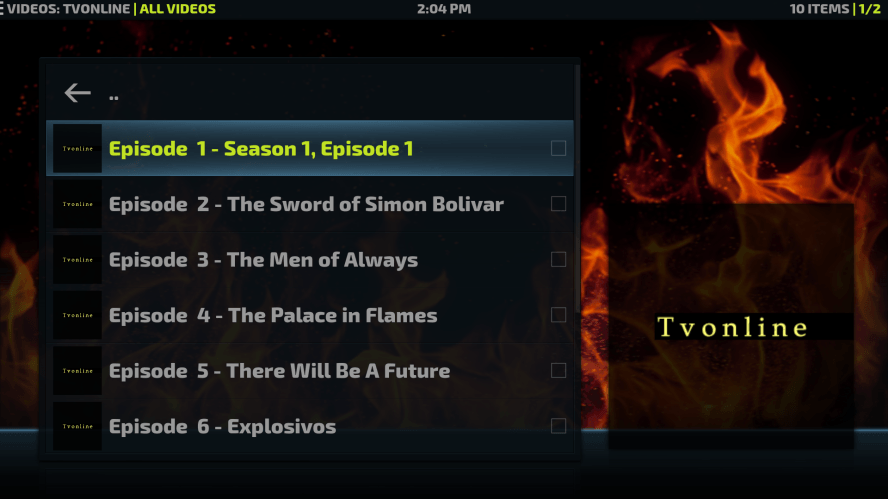 VIDEOS: TVONLINE | ALL VIDEOS
2:04 PM
10 ITEMS | 1/2
..
Tvonline
Episode 1 - Season 1, Episode 1
Tvonline
Episode 2 - The Sword of Simon Bolivar
Tvonline
Episode 3 - The Men of Always
Tvonline
Episode 4 - The Palace in Flames
Tvonline
Episode 5 - There Will Be A Future
Tvonline
Episode 6 - Explosivos
Tvonline